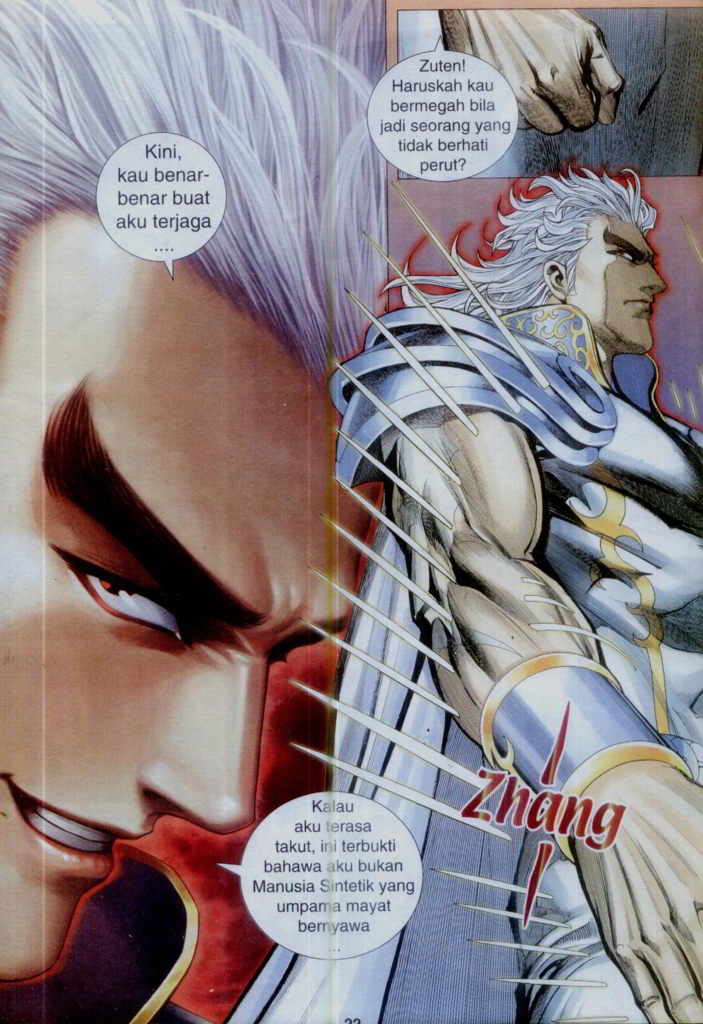 Zuten!
Haruskah kau
bermegah bila
jadi seorang yang
tidak berhati
perut?
Kini,
kau benar-
benar buat
aku terjaga
....
Zhang
Kalau
aku terasa
takut, ini terbukti
bahawa aku bukan
Manusia Sintetik yang
umpama mayat
bernyawa
...